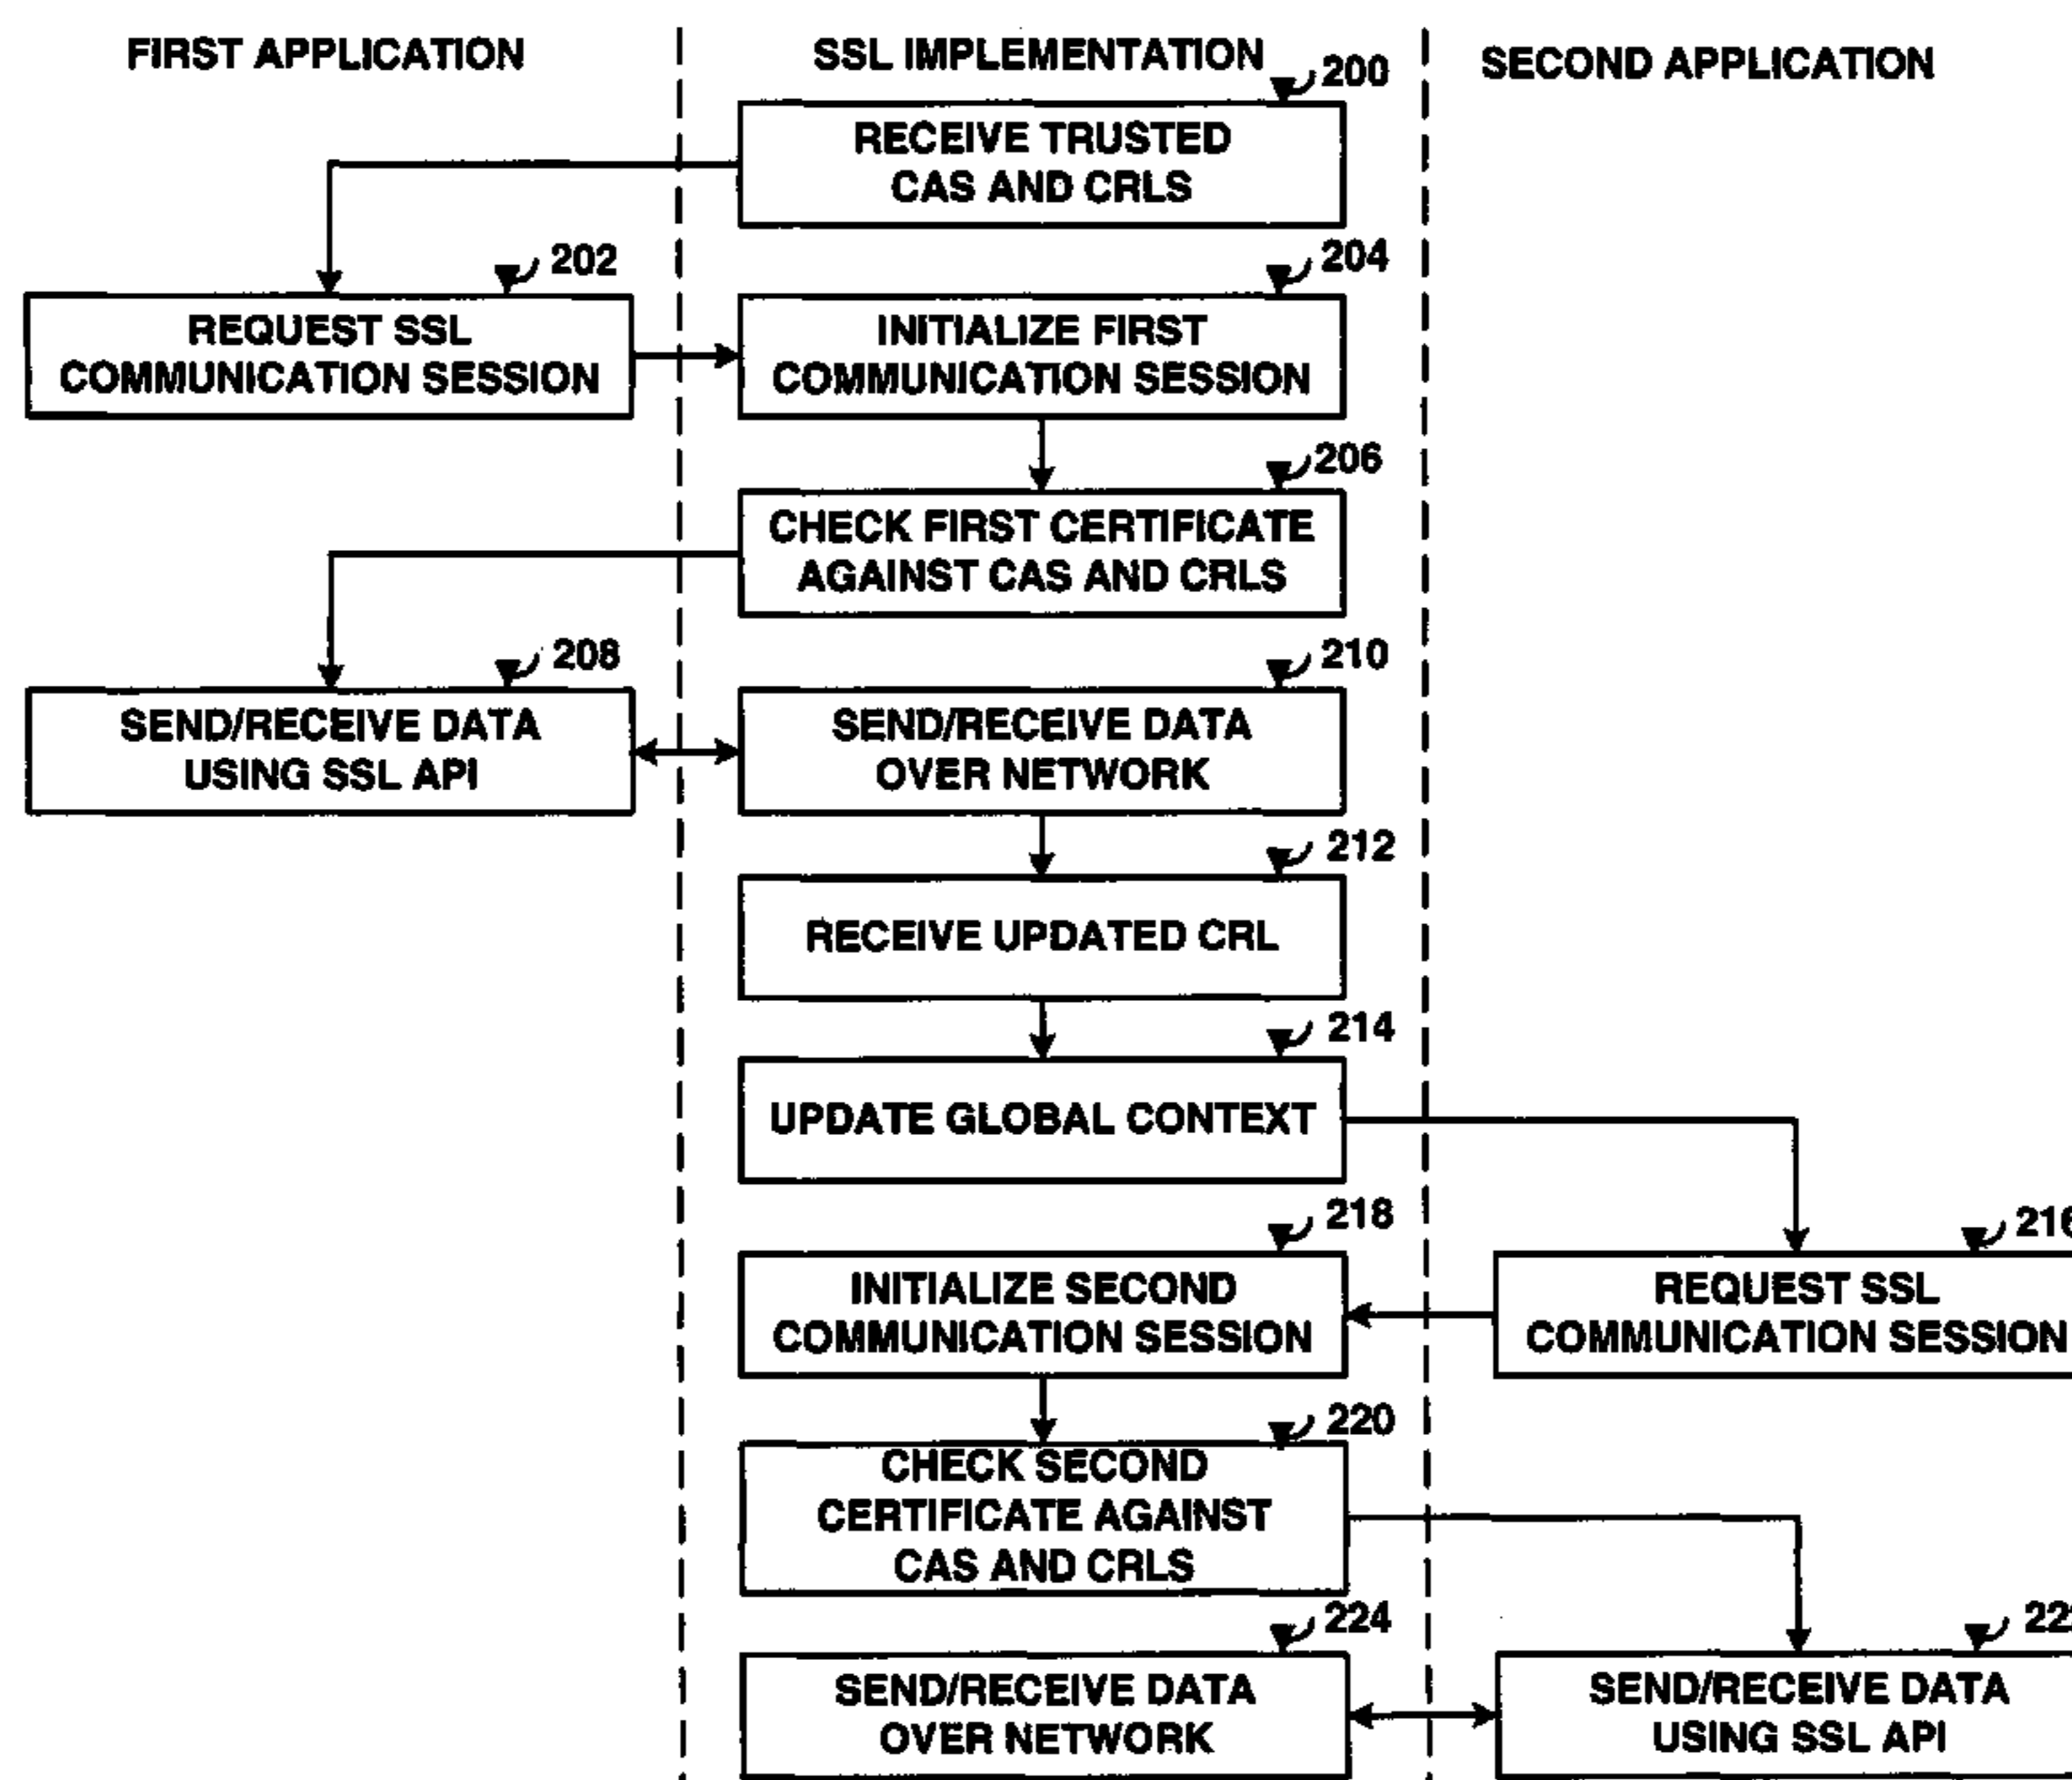 FIRST APPLICATION
SSL IMPLEMENTATION
SECOND APPLICATION
200
RECEIVE TRUSTED
CAS AND CRLS
202
REQUEST SSL
COMMUNICATION SESSION
204
INITIALIZE FIRST
COMMUNICATION SESSION
206
CHECK FIRST CERTIFICATE
AGAINST CAS AND CRLS
208
SEND/RECEIVE DATA
USING SSL API
210
SEND/RECEIVE DATA
OVER NETWORK
212
RECEIVE UPDATED CRL
214
UPDATE GLOBAL CONTEXT
216
REQUEST SSL
COMMUNICATION SESSION
218
INITIALIZE SECOND
COMMUNICATION SESSION
220
CHECK SECOND
CERTIFICATE AGAINST
CAS AND CRLS
SEND/RECEIVE DATA
USING SSL API
224
SEND/RECEIVE DATA
OVER NETWORK